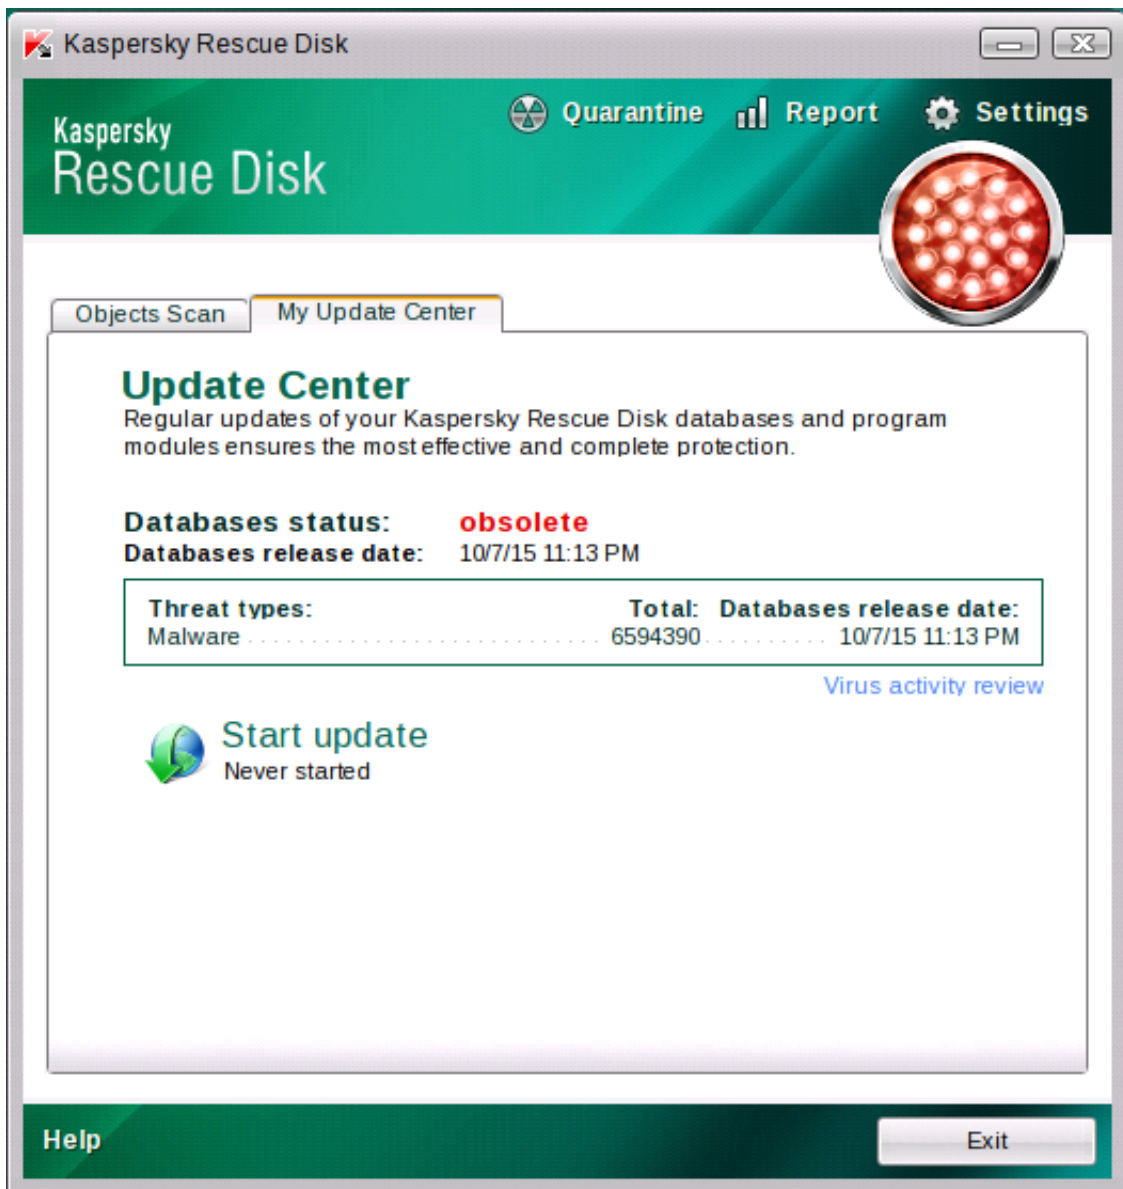 Kaspersky Rescue Disk
Quarantine Report Settings
Kaspersky
Rescue Disk
Objects Scan My Update Center
Update Center
Regular updates of your Kaspersky Rescue Disk databases and program
modules ensures the most effective and complete protection.
Databases status: obsolete
Databases release date: 10/7/15 11:13 PM
Threat types: Total: Databases release date:
Malware 6594390 10/7/15 11:13 PM
Virus activity review
Start update
Never started
Help Exit